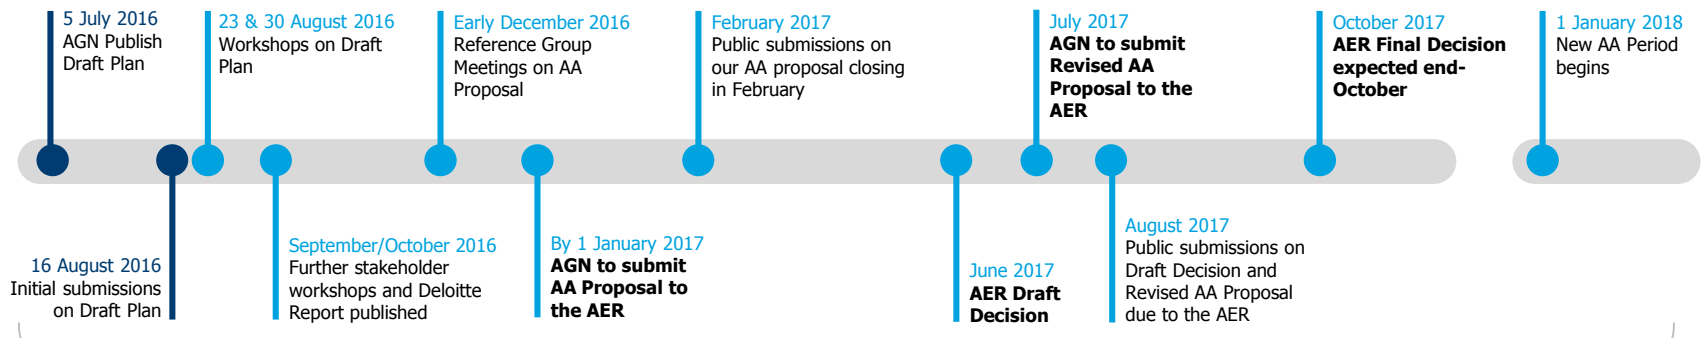 5 July 2016
AGN Publish
Draft Plan
23 & 30 August 2016
Workshops on Draft
Plan
Early December 2016
Reference Group
Meetings on AA
Proposal
February 2017
Public submissions on
our AA proposal closing
in February
July 2017
AGN to submit
Revised AA
Proposal to the
AER
October 2017
AER Final Decision
expected end-
October
1 January 2018
New AA Period
begins
16 August 2016
Initial submissions
on Draft Plan
September/October 2016
Further stakeholder
workshops and Deloitte
Report published
By 1 January 2017
AGN to submit
AA Proposal to
the AER
June 2017
AER Draft
Decision
August 2017
Public submissions on
Draft Decision and
Revised AA Proposal
due to the AER